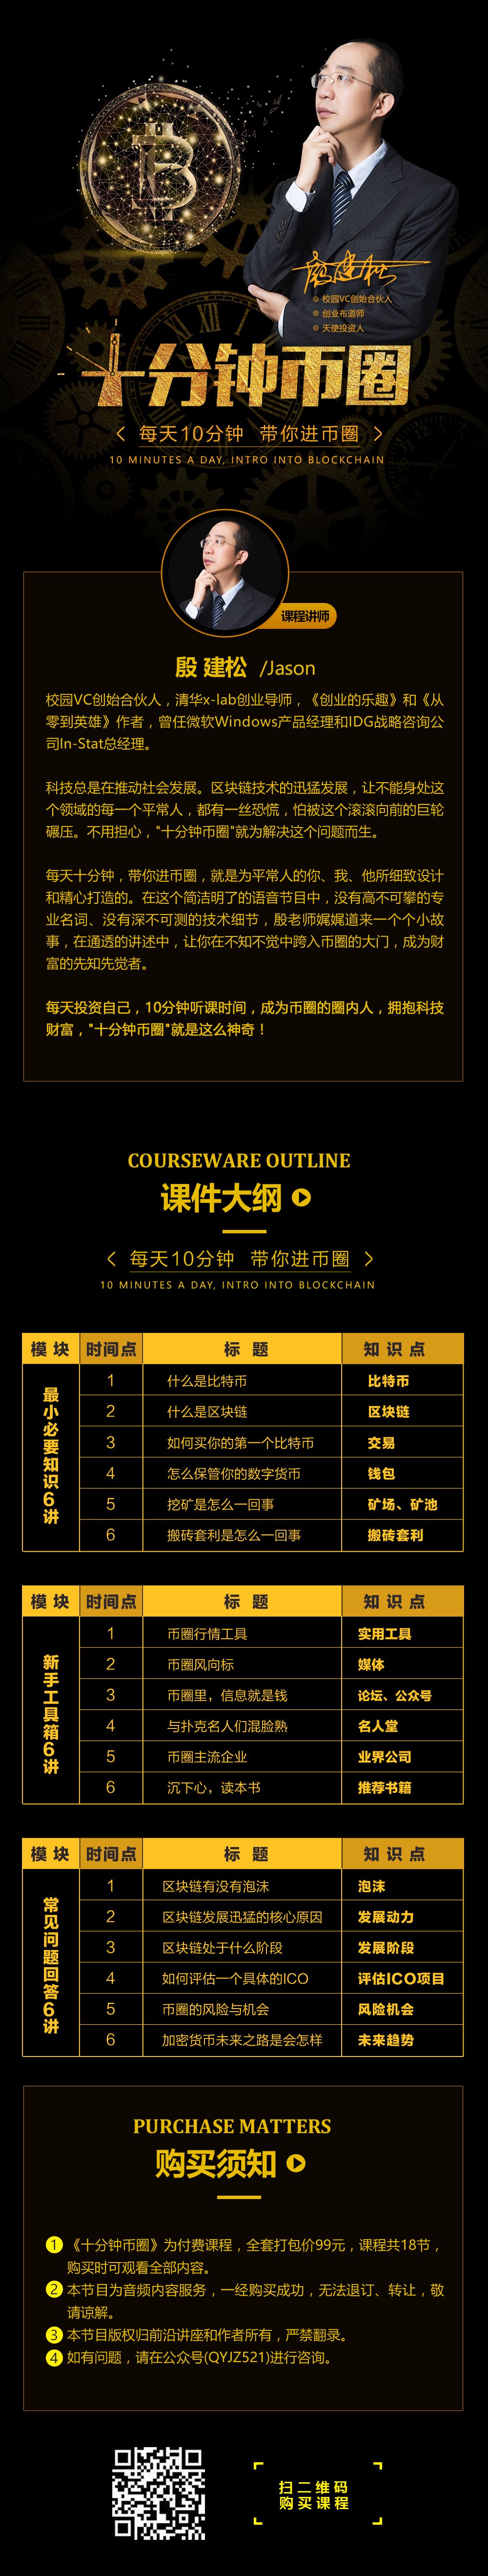 殷建松
校园VC创始合伙人
创业布道师
天使投资人
十分钟币圈
每天10分钟 带你进币圈
10 MINUTES A DAY, INTRO INTO BLOCKCHAIN
课程讲师
殷 建松 /Jason
校园VC创始合伙人，清华x-lab创业导师，《创业的乐趣》和《从
零到英雄》作者，曾任微软Windows产品经理和IDG战略咨询公
司In-Stat总经理。
科技总是在推动社会发展。区块链技术的迅猛发展，让不能身处这
个领域的每一个平常人，都有一丝恐慌，怕被这个滚滚向前的巨轮
碾压。不用担心，"十分钟币圈"就为解决这个问题而生。
每天十分钟，带你进币圈，就是为平常人的你、我、他所细致设计
和精心打造的。在这个简洁明了的语音节目中，没有高不可攀的专
业名词、没有深不可测的技术细节，殷老师娓娓道来一个个小故
事，在通透的讲述中，让你在不知不觉中跨入币圈的大门，成为财
富的先知先觉者。
每天投资自己，10分钟听课时间，成为币圈的圈内人，拥抱科技
财富，"十分钟币圈"就是这么神奇！
COURSEWARE OUTLINE
课件大纲
每天10分钟 带你进币圈
10 MINUTES A DAY, INTRO INTO BLOCKCHAIN
模 块 时间点 标 题 知 识 点
最小必要知识6讲
1 什么是比特币 比特币
2 什么是区块链 区块链
3 如何买你的第一个比特币 交易
4 怎么保管你的数字货币 钱包
5 挖矿是怎么一回事 矿场、矿池
6 搬砖套利是怎么一回事 搬砖套利
模 块 时间点 标 题 知 识 点
新手工具箱6讲
1 币圈行情工具 实用工具
2 币圈风向标 媒体
3 币圈里，信息就是钱 论坛、公众号
4 与扑克名人们混脸熟 名人堂
5 币圈主流企业 业界公司
6 沉下心，读本书 推荐书籍
模 块 时间点 标 题 知 识 点
常见问题回答6讲
1 区块链有没有泡沫 泡沫
2 区块链发展迅猛的核心原因 发展动力
3 区块链处于什么阶段 发展阶段
4 如何评估一个具体的ICO 评估ICO项目
5 币圈的风险与机会 风险机会
6 加密货币未来之路是会怎样 未来趋势
PURCHASE MATTERS
购买须知
1 《十分钟币圈》为付费课程，全套打包价99元，课程共18节，
购买时可观看全部内容。
2 本节目为音频内容服务，一经购买成功，无法退订、转让，敬
请谅解。
3 本节目版权归前沿讲座和作者所有，严禁翻录。
4 如有问题，请在公众号(QYJZ521)进行咨询。
扫二维码
购买课程